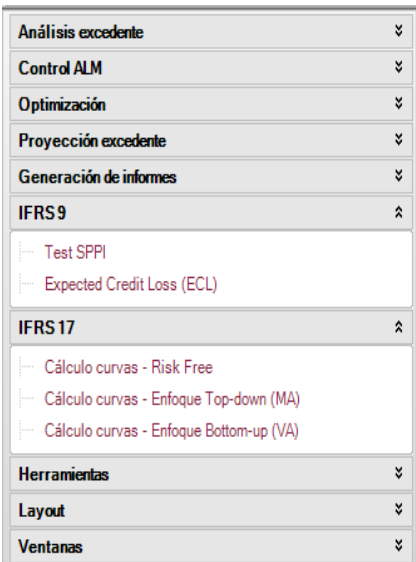 Análisis excedente
Control ALM
Optimización
Proyección excedente
Generación de informes
IFRS 9
Test SPPI
Expected Credit Loss (ECL)
IFRS 17
Cálculo curvas - Risk Free
Cálculo curvas - Enfoque Top-down (MA)
Cálculo curvas - Enfoque Bottom-up (VA)
Herramientas
Layout
Ventanas